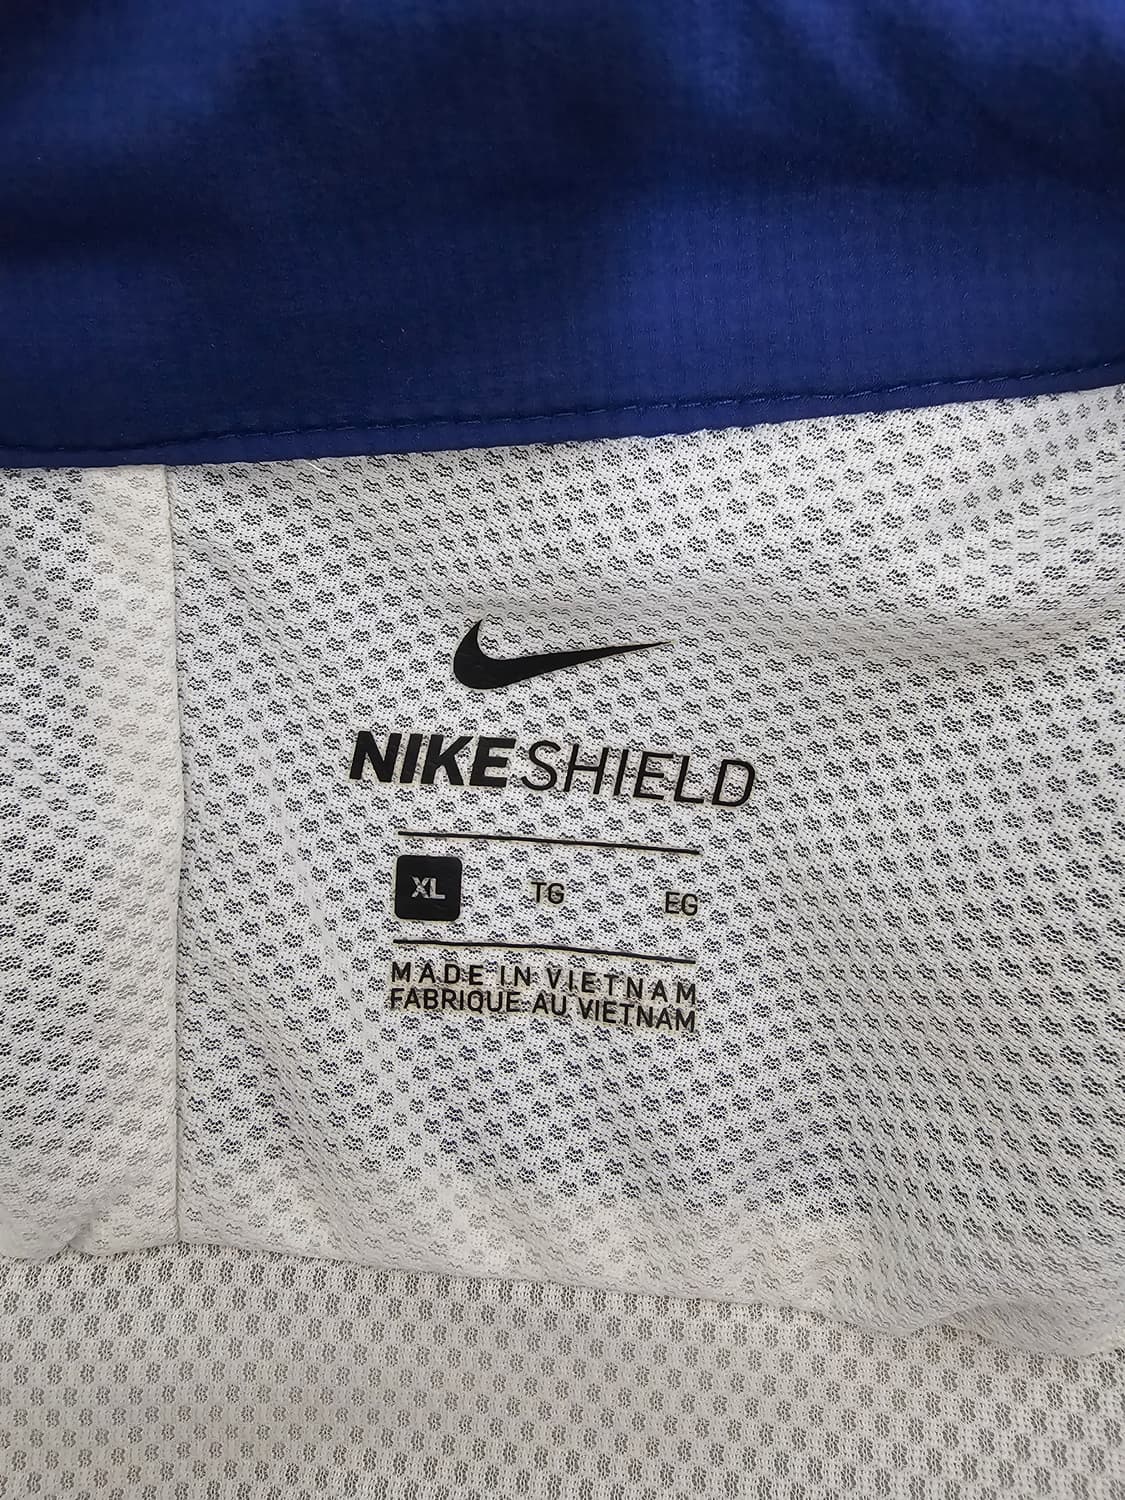 NIKESHIELD
XL TG EG
MADE IN VIETNAM
FABRIQUE AU VIETNAM